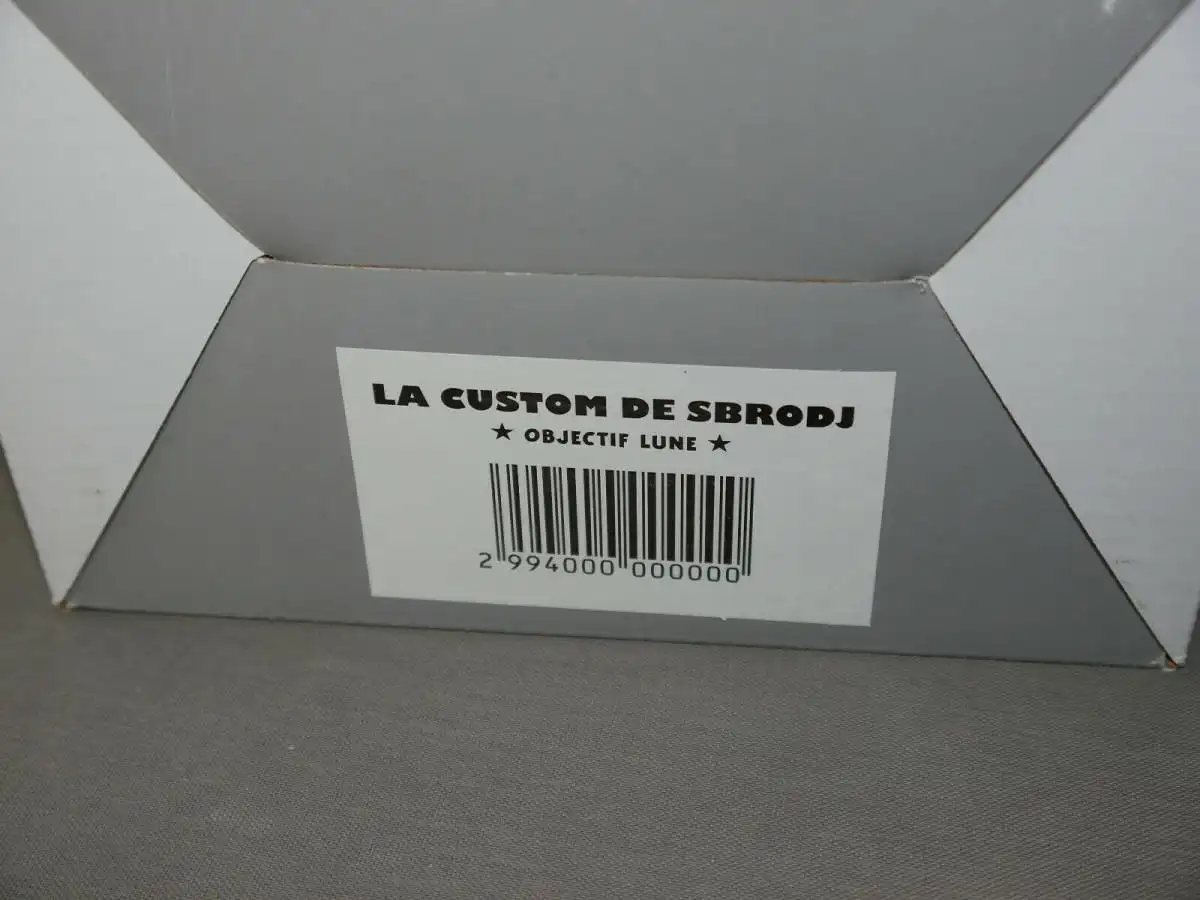 LA CUSTOM DE SBRODJ
★ OBJECTIF LUNE ★
2 994000 000000